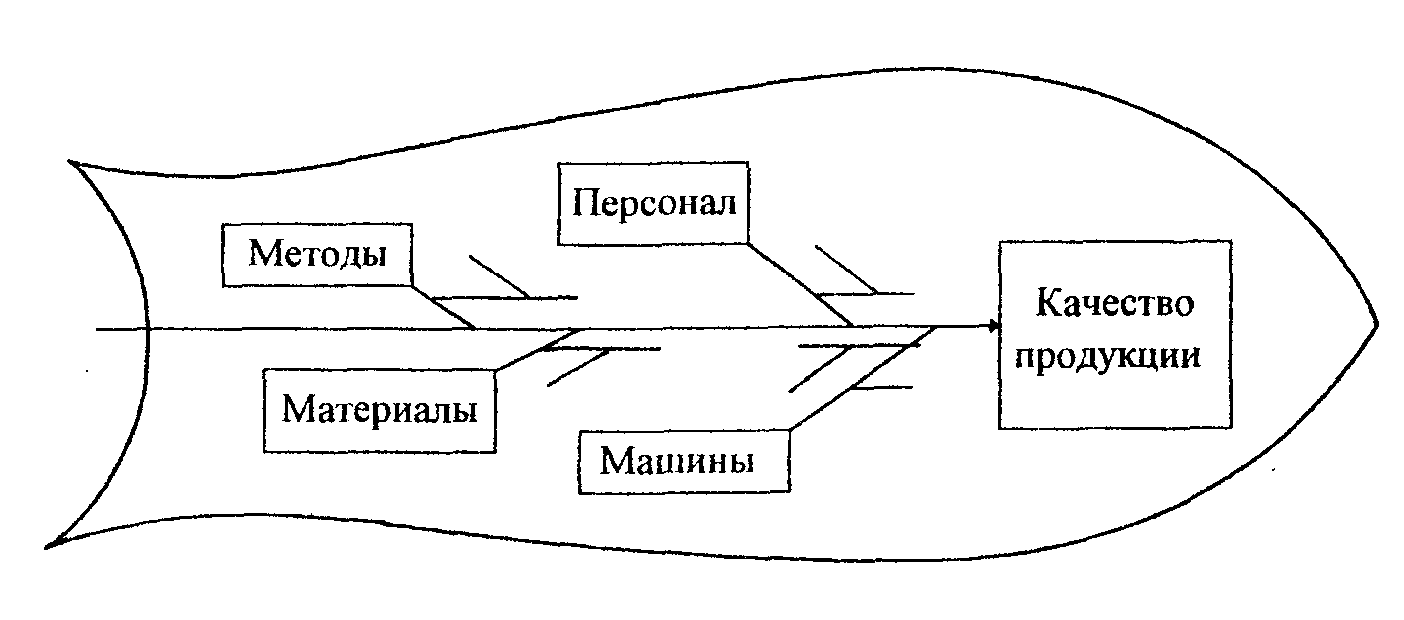 Персонал
Методы
Качество
продукции
Материалы
Машины